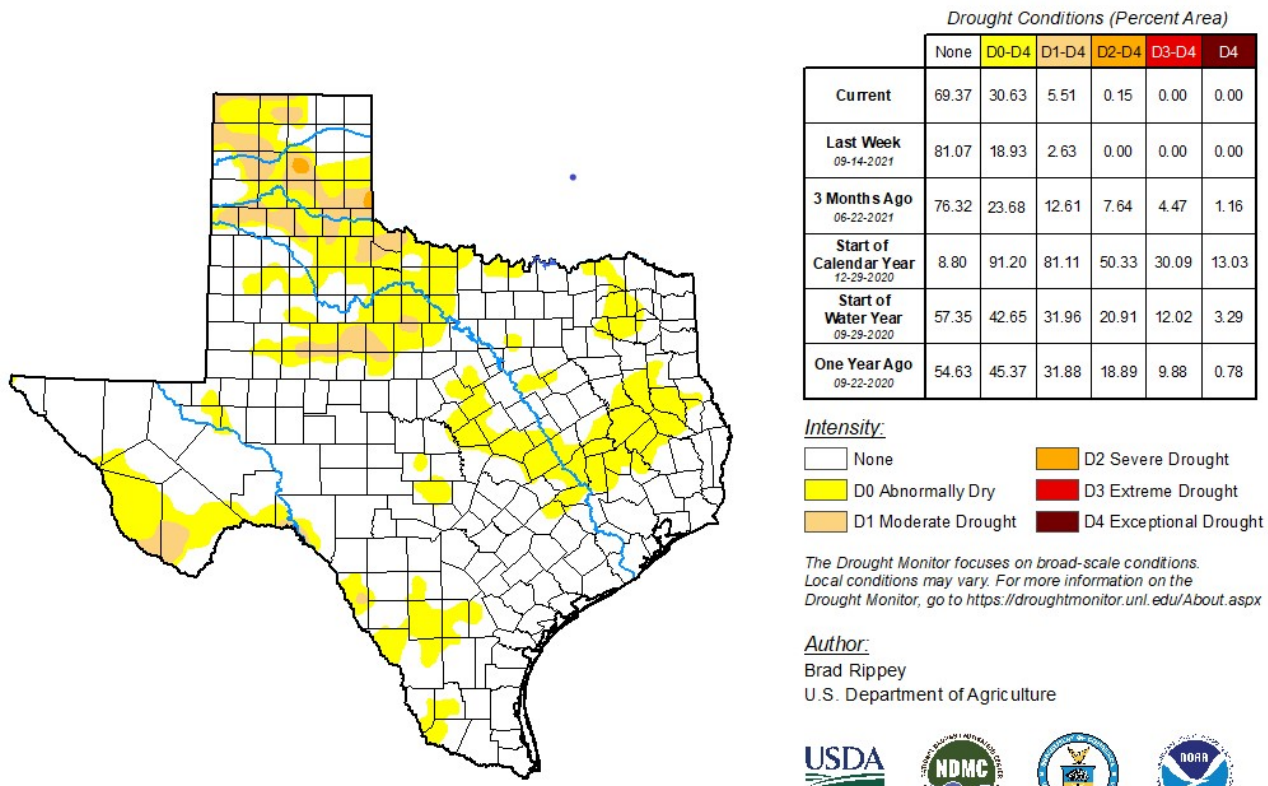 Drought Conditions (Percent Area)
None D0-D4 D1-D4 D2-D4 D3-D4 D4
Current 69.37 30.63 5.51 0.15 0.00 0.00
Last Week
09-14-2021 81.07 18.93 2.63 0.00 0.00 0.00
3 Months Ago
06-22-2021 76.32 23.68 12.61 7.64 4.47 1.16
Start of
Calendar Year
12-29-2020 8.80 91.20 81.11 50.33 30.09 13.03
Start of
Water Year
09-29-2020 57.35 42.65 31.96 20.91 12.02 3.29
One Year Ago
09-22-2020 54.63 45.37 31.88 18.89 9.88 0.78
Intensity:
None
D0 Abnormally Dry
D1 Moderate Drought
D2 Severe Drought
D3 Extreme Drought
D4 Exceptional Drought
The Drought Monitor focuses on broad-scale conditions.
Local conditions may vary. For more information on the
Drought Monitor, go to https://droughtmonitor.unl.edu/About.aspx
Author:
Brad Rippey
U.S. Department of Agriculture
USDA
NDMC
NOAA